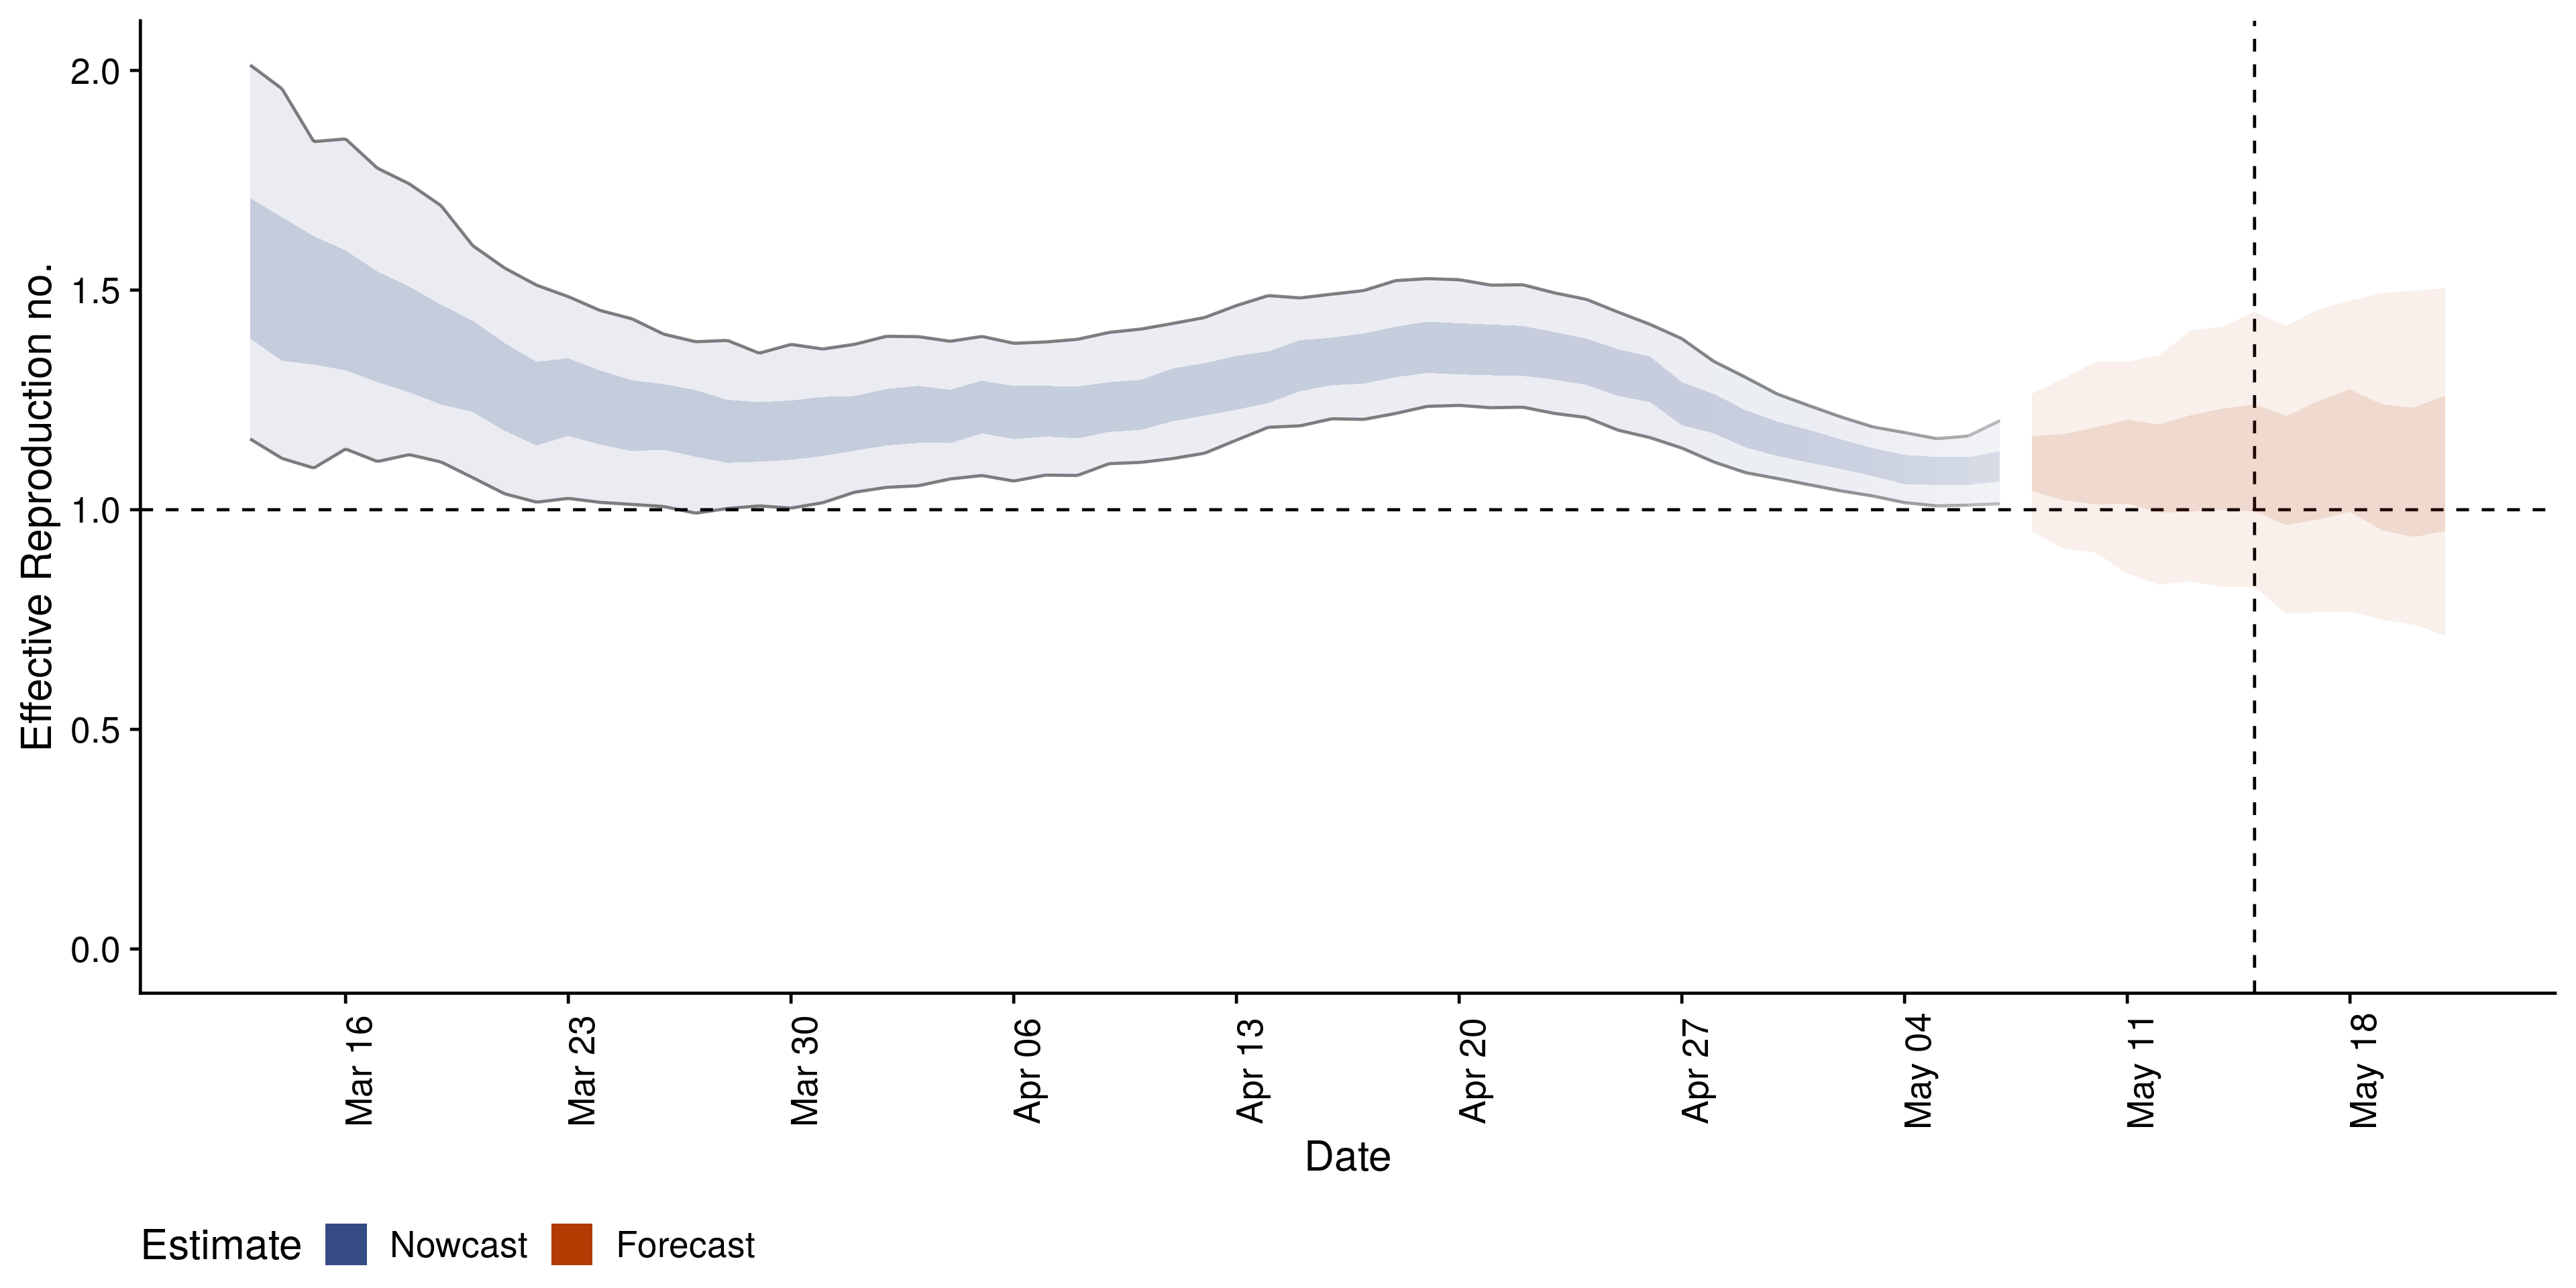 Effective Reproduction no.
2.0
1.5
1.0
0.5
0.0
Mar 16
Mar 23
Mar 30
Apr 06
Apr 13
Apr 20
Apr 27
May 04
May 11
May 18
Date
Estimate Nowcast Forecast